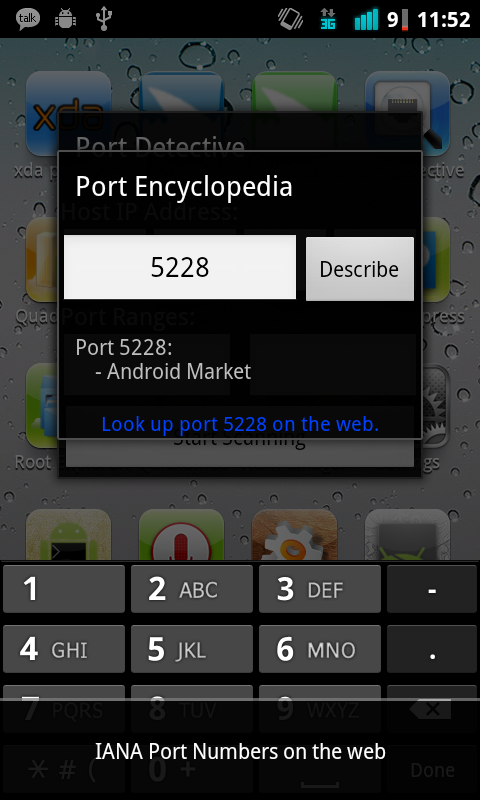 talk
3G
9
11:52
xda
xda p
ective
Port Detective
Port Encyclopedia
Host IP Address:
5228
Describe
Quad
press
Port Ranges:
Port 5228:
- Android Market
Look up port 5228 on the web.
Start Scanning
Root
gs
1
2 ABC
3 DEF
-
4 GHI
5 JKL
6 MNO
.
7 PQRS
8 TUV
9 WXYZ
IANA Port Numbers on the web
* # (
0 +
Done